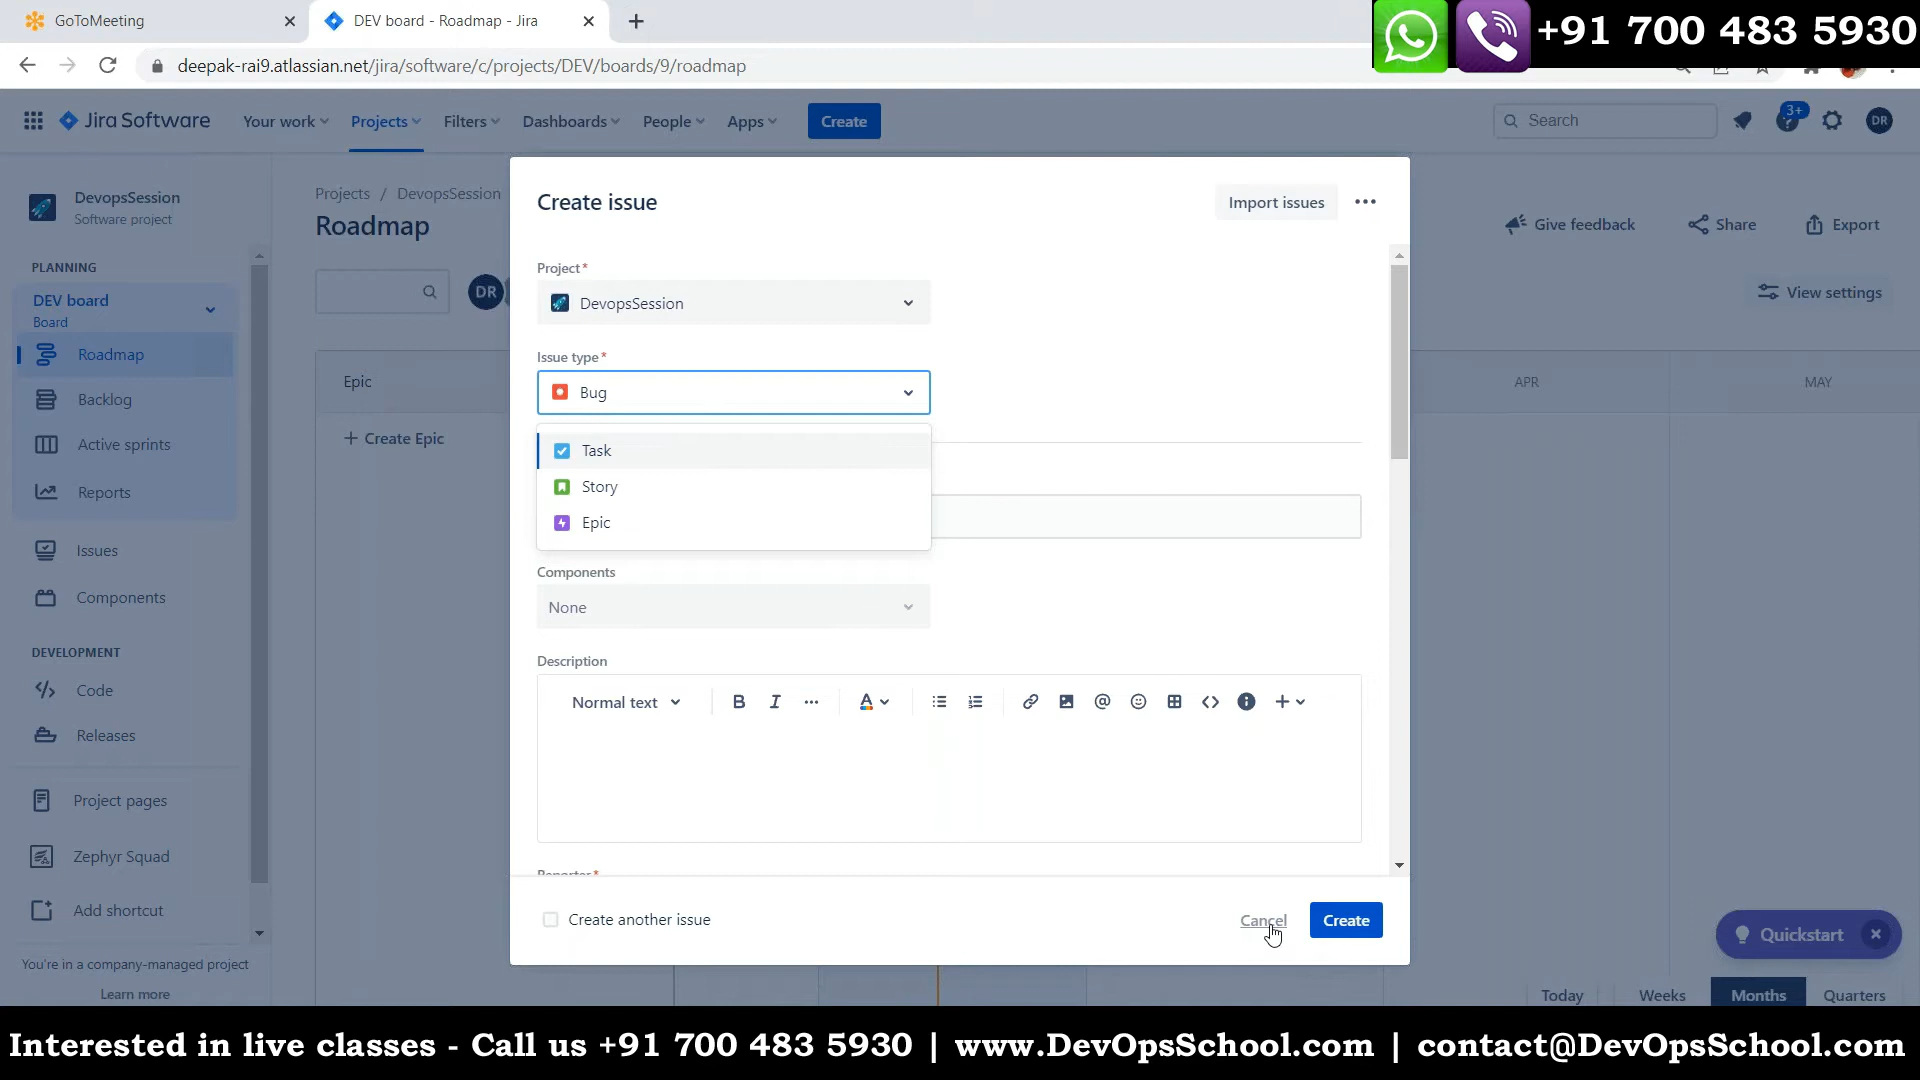 GoToMeeting
DEV board - Roadmap - Jira
+91 700 483 5930
deepak-rai9.atlassian.net/jira/software/c/projects/DEV/boards/9/roadmap
Jira Software
Your work
Projects
Filters
Dashboards
People
Apps
Create
Search
3+
DR
DevopsSession
Software project
PLANNING
DEV board
Board
Roadmap
Backlog
Active sprints
Reports
Issues
Components
DEVELOPMENT
Code
Releases
Project pages
Zephyr Squad
Add shortcut
You're in a company-managed project
Learn more
Projects / DevopsSession
Roadmap
DR
Give feedback
Share
Export
View settings
Epic
+ Create Epic
APR
MAY
Create issue
Import issues
Project*
DevopsSession
Issue type*
Bug
Task
Story
Epic
Components
None
Description
Normal text
Reporter*
Create another issue
Cancel
Create
Quickstart
Today
Weeks
Months
Quarters
Interested in live classes - Call us +91 700 483 5930 | www.DevOpsSchool.com | contact@DevOpsSchool.com